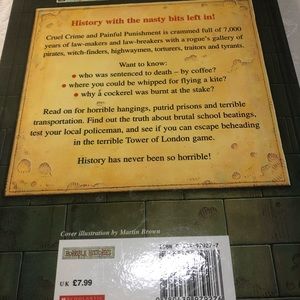 History with the nasty bits left in!
Cruel Crime and Painful Punishment is crammed full of 7,000
years of law-makers and law-breakers with a rogue's gallery of
pirates, witch-finders, highwaymen, torturers, traitors and tyrants.
Want to know:
• who was sentenced to death – by coffee?
• where you could be whipped for flying a kite?
• why a cockerel was burnt at the stake?
Read on for horrible hangings, putrid prisons and terrible
transportation. Find out the truth about brutal school beatings,
test your local policeman, and see if you can escape beheading
in the terrible Tower of London game.
History has never been so horrible!
Cover illustration by Martin Brown
HORRIBLE HISTORIES
UK £7.99
SCHOLASTIC